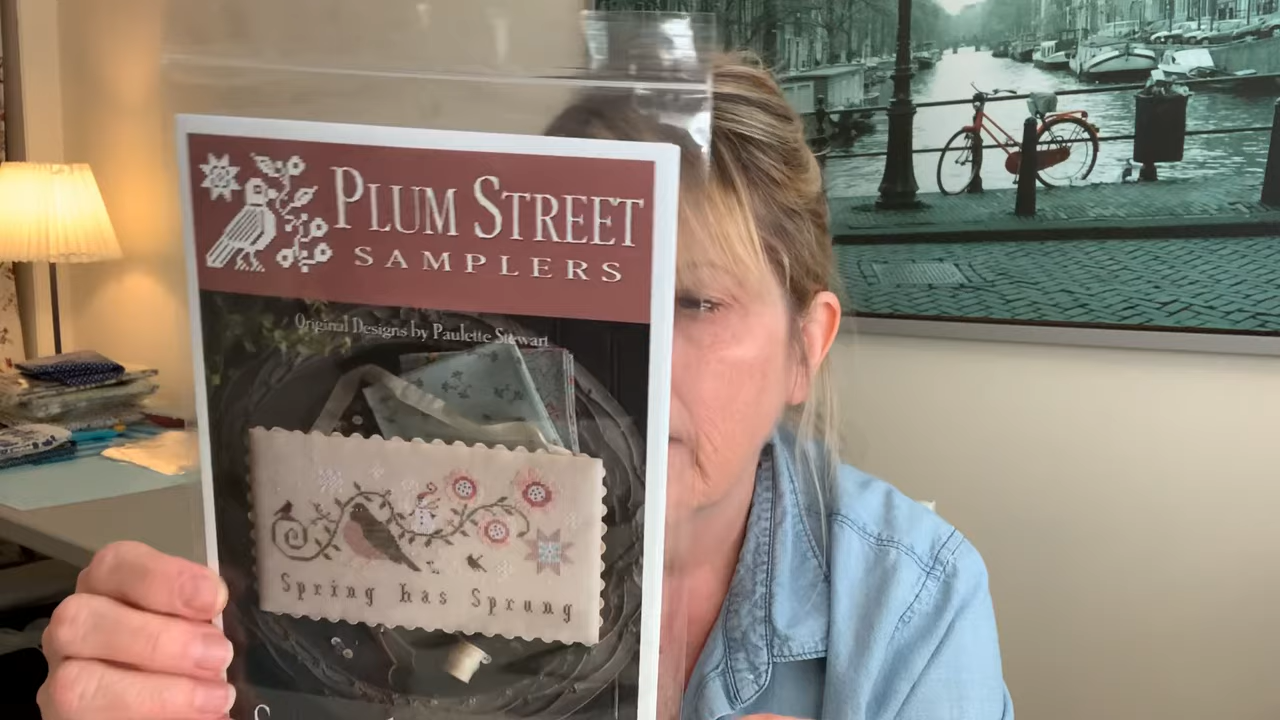 PLUM STREET
SAMPLERS
Original Designs by Paulette Stewart
Spring has Sprung